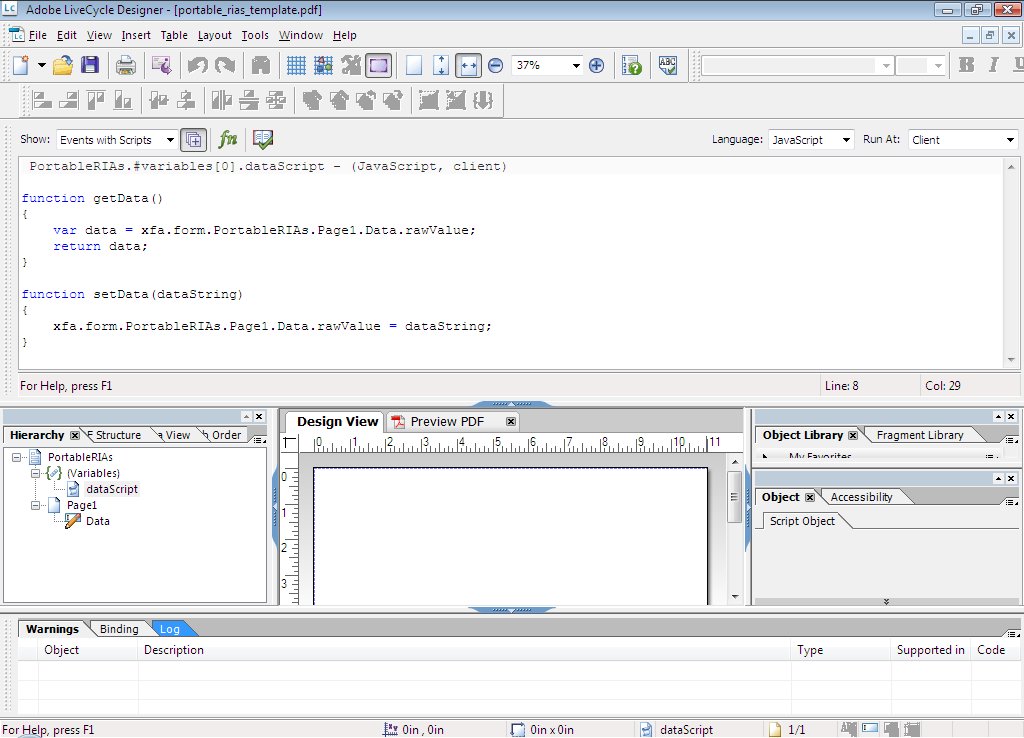 Adobe LiveCycle Designer - [portable_rias_template.pdf]
File Edit View Insert Table Layout Tools Window Help
37% ABC B I U
Show: Events with Scripts fn Language: JavaScript Run At: Client
PortableRIAs.#variables[0].dataScript - (JavaScript, client)
function getData()
{
var data = xfa.form.PortableRIAs.Page1.Data.rawValue;
return data;
}
function setData(dataString)
{
xfa.form.PortableRIAs.Page1.Data.rawValue = dataString;
}
For Help, press F1 Line: 8 Col: 29
Hierarchy Structure View Order
PortableRIAs
(Variables)
dataScript
Page1
Data
Design View Preview PDF
0 1 2 3 4 5 6 7 8 9 10 11
0
1
2
3
Object Library Fragment Library
My Favorites
Object Accessibility
Script Object
Warnings Binding Log
Object Description Type Supported in Code
For Help, press F1 0in , 0in 0in x 0in dataScript 1/1